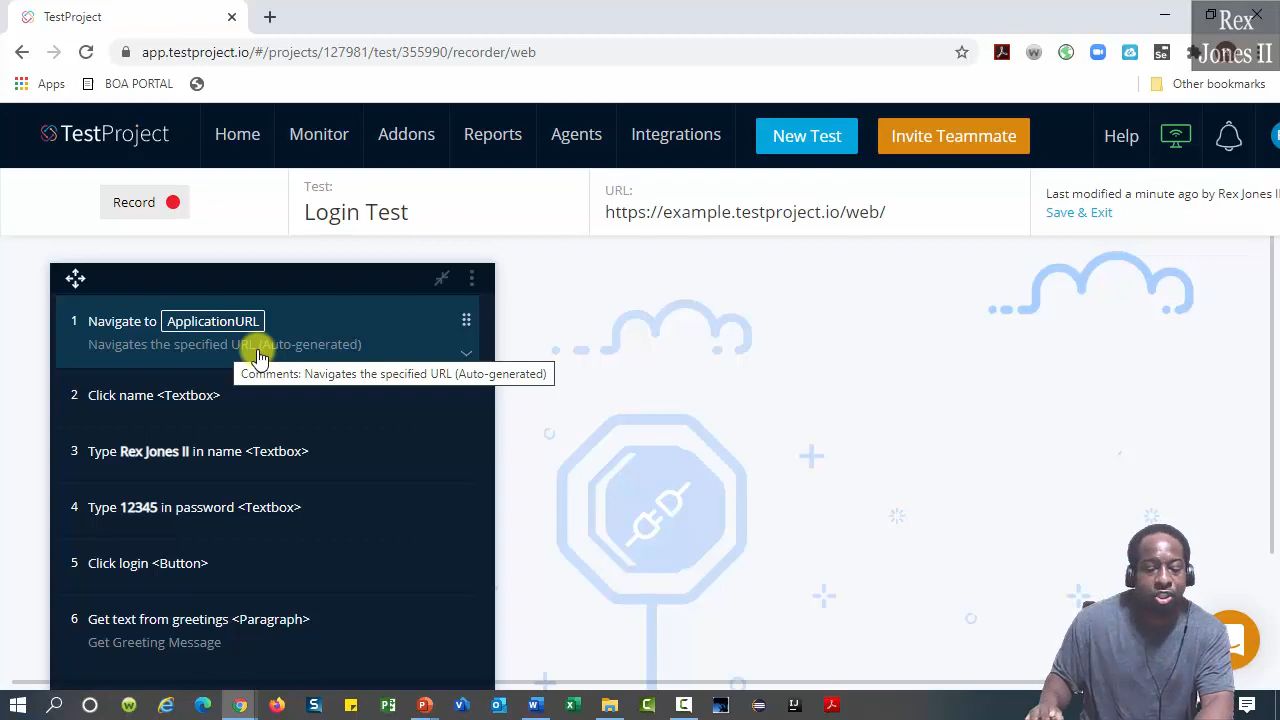 TestProject
Rex
Jones II
app.testproject.io/#/projects/127981/test/355990/recorder/web
Apps
BOA PORTAL
Other bookmarks
TestProject
Home
Monitor
Addons
Reports
Agents
Integrations
New Test
Invite Teammate
Help
Record
Test:
Login Test
URL:
https://example.testproject.io/web/
Last modified a minute ago by Rex Jones II
Save & Exit
1 Navigate to ApplicationURL
Navigates the specified URL (Auto-generated)
Comments: Navigates the specified URL (Auto-generated)
2 Click name <Textbox>
3 Type Rex Jones II in name <Textbox>
4 Type 12345 in password <Textbox>
5 Click login <Button>
6 Get text from greetings <Paragraph>
Get Greeting Message